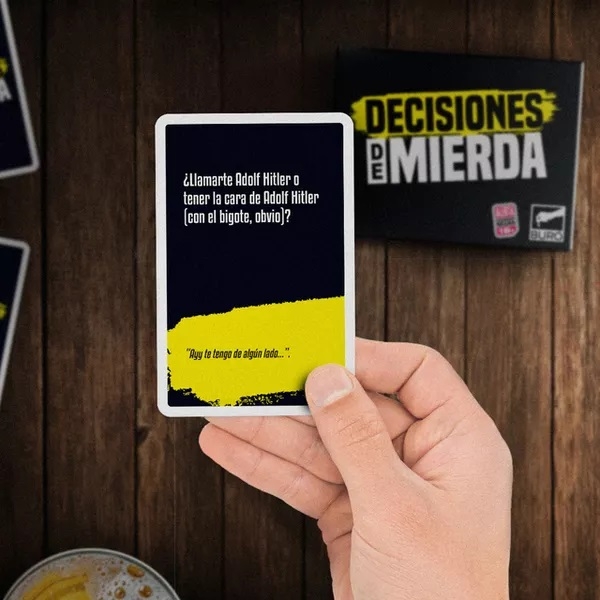 DECISIONES
DE MIERDA
BURÓ
¿Llamarte Adolf Hitler o
tener la cara de Adolf Hitler
(con el bigote, obvio)?
"Ayy te tengo de algún lado...".